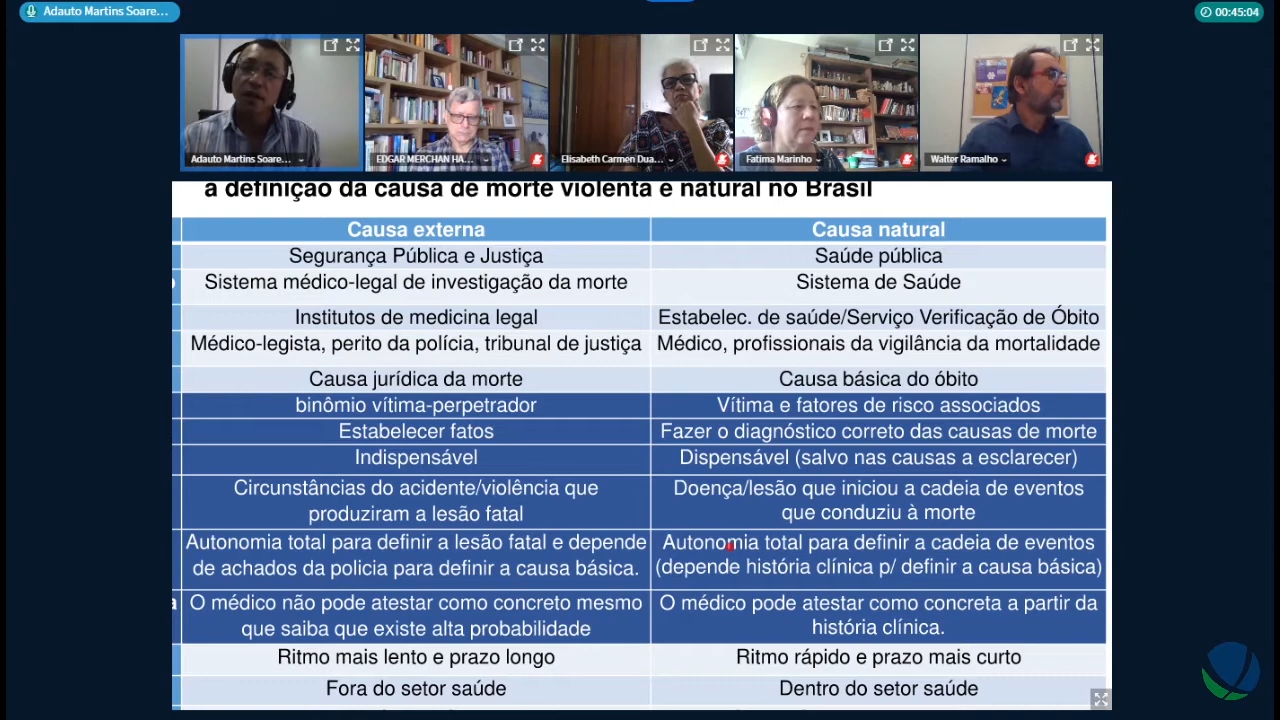 Adauto Martins Soare...
00:45:04
Adauto Martins Soare...
EDGAR MERCHAN HA...
Elisabeth Carmen Dua...
Fatima Marinho
Walter Ramalho
a definição da causa de morte violenta e natural no Brasil
Causa externa
Causa natural
Segurança Pública e Justiça
Saúde pública
o
Sistema médico-legal de investigação da morte
Sistema de Saúde
Institutos de medicina legal
Estabelec. de saúde/Serviço Verificação de Óbito
Médico-legista, perito da polícia, tribunal de justiça
Médico, profissionais da vigilância da mortalidade
Causa jurídica da morte
Causa básica do óbito
binômio vítima-perpetrador
Vítima e fatores de risco associados
Estabelecer fatos
Fazer o diagnóstico correto das causas de morte
Indispensável
Dispensável (salvo nas causas a esclarecer)
Circunstâncias do acidente/violência que
produziram a lesão fatal
Doença/lesão que iniciou a cadeia de eventos
que conduziu à morte
Autonomia total para definir a lesão fatal e depende
de achados da policia para definir a causa básica.
Autonomia total para definir a cadeia de eventos
(depende história clínica p/ definir a causa básica)
a
O médico não pode atestar como concreto mesmo
que saiba que existe alta probabilidade
O médico pode atestar como concreta a partir da
história clínica.
Ritmo mais lento e prazo longo
Ritmo rápido e prazo mais curto
Fora do setor saúde
Dentro do setor saúde